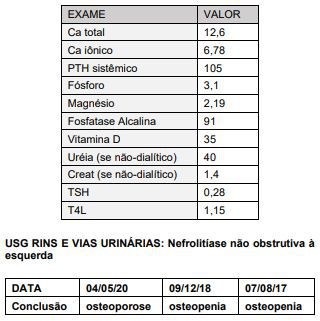 EXAME VALOR
Ca total 12,6
Ca iônico 6,78
PTH sistêmico 105
Fósforo 3,1
Magnésio 2,19
Fosfatase Alcalina 91
Vitamina D 35
Uréia (se não-dialítico) 40
Creat (se não-dialítico) 1,4
TSH 0,28
T4L 1,15
USG RINS E VIAS URINÁRIAS: Nefrolitíase não obstrutiva à
esquerda
DATA 04/05/20 09/12/18 07/08/17
Conclusão osteoporose osteopenia osteopenia